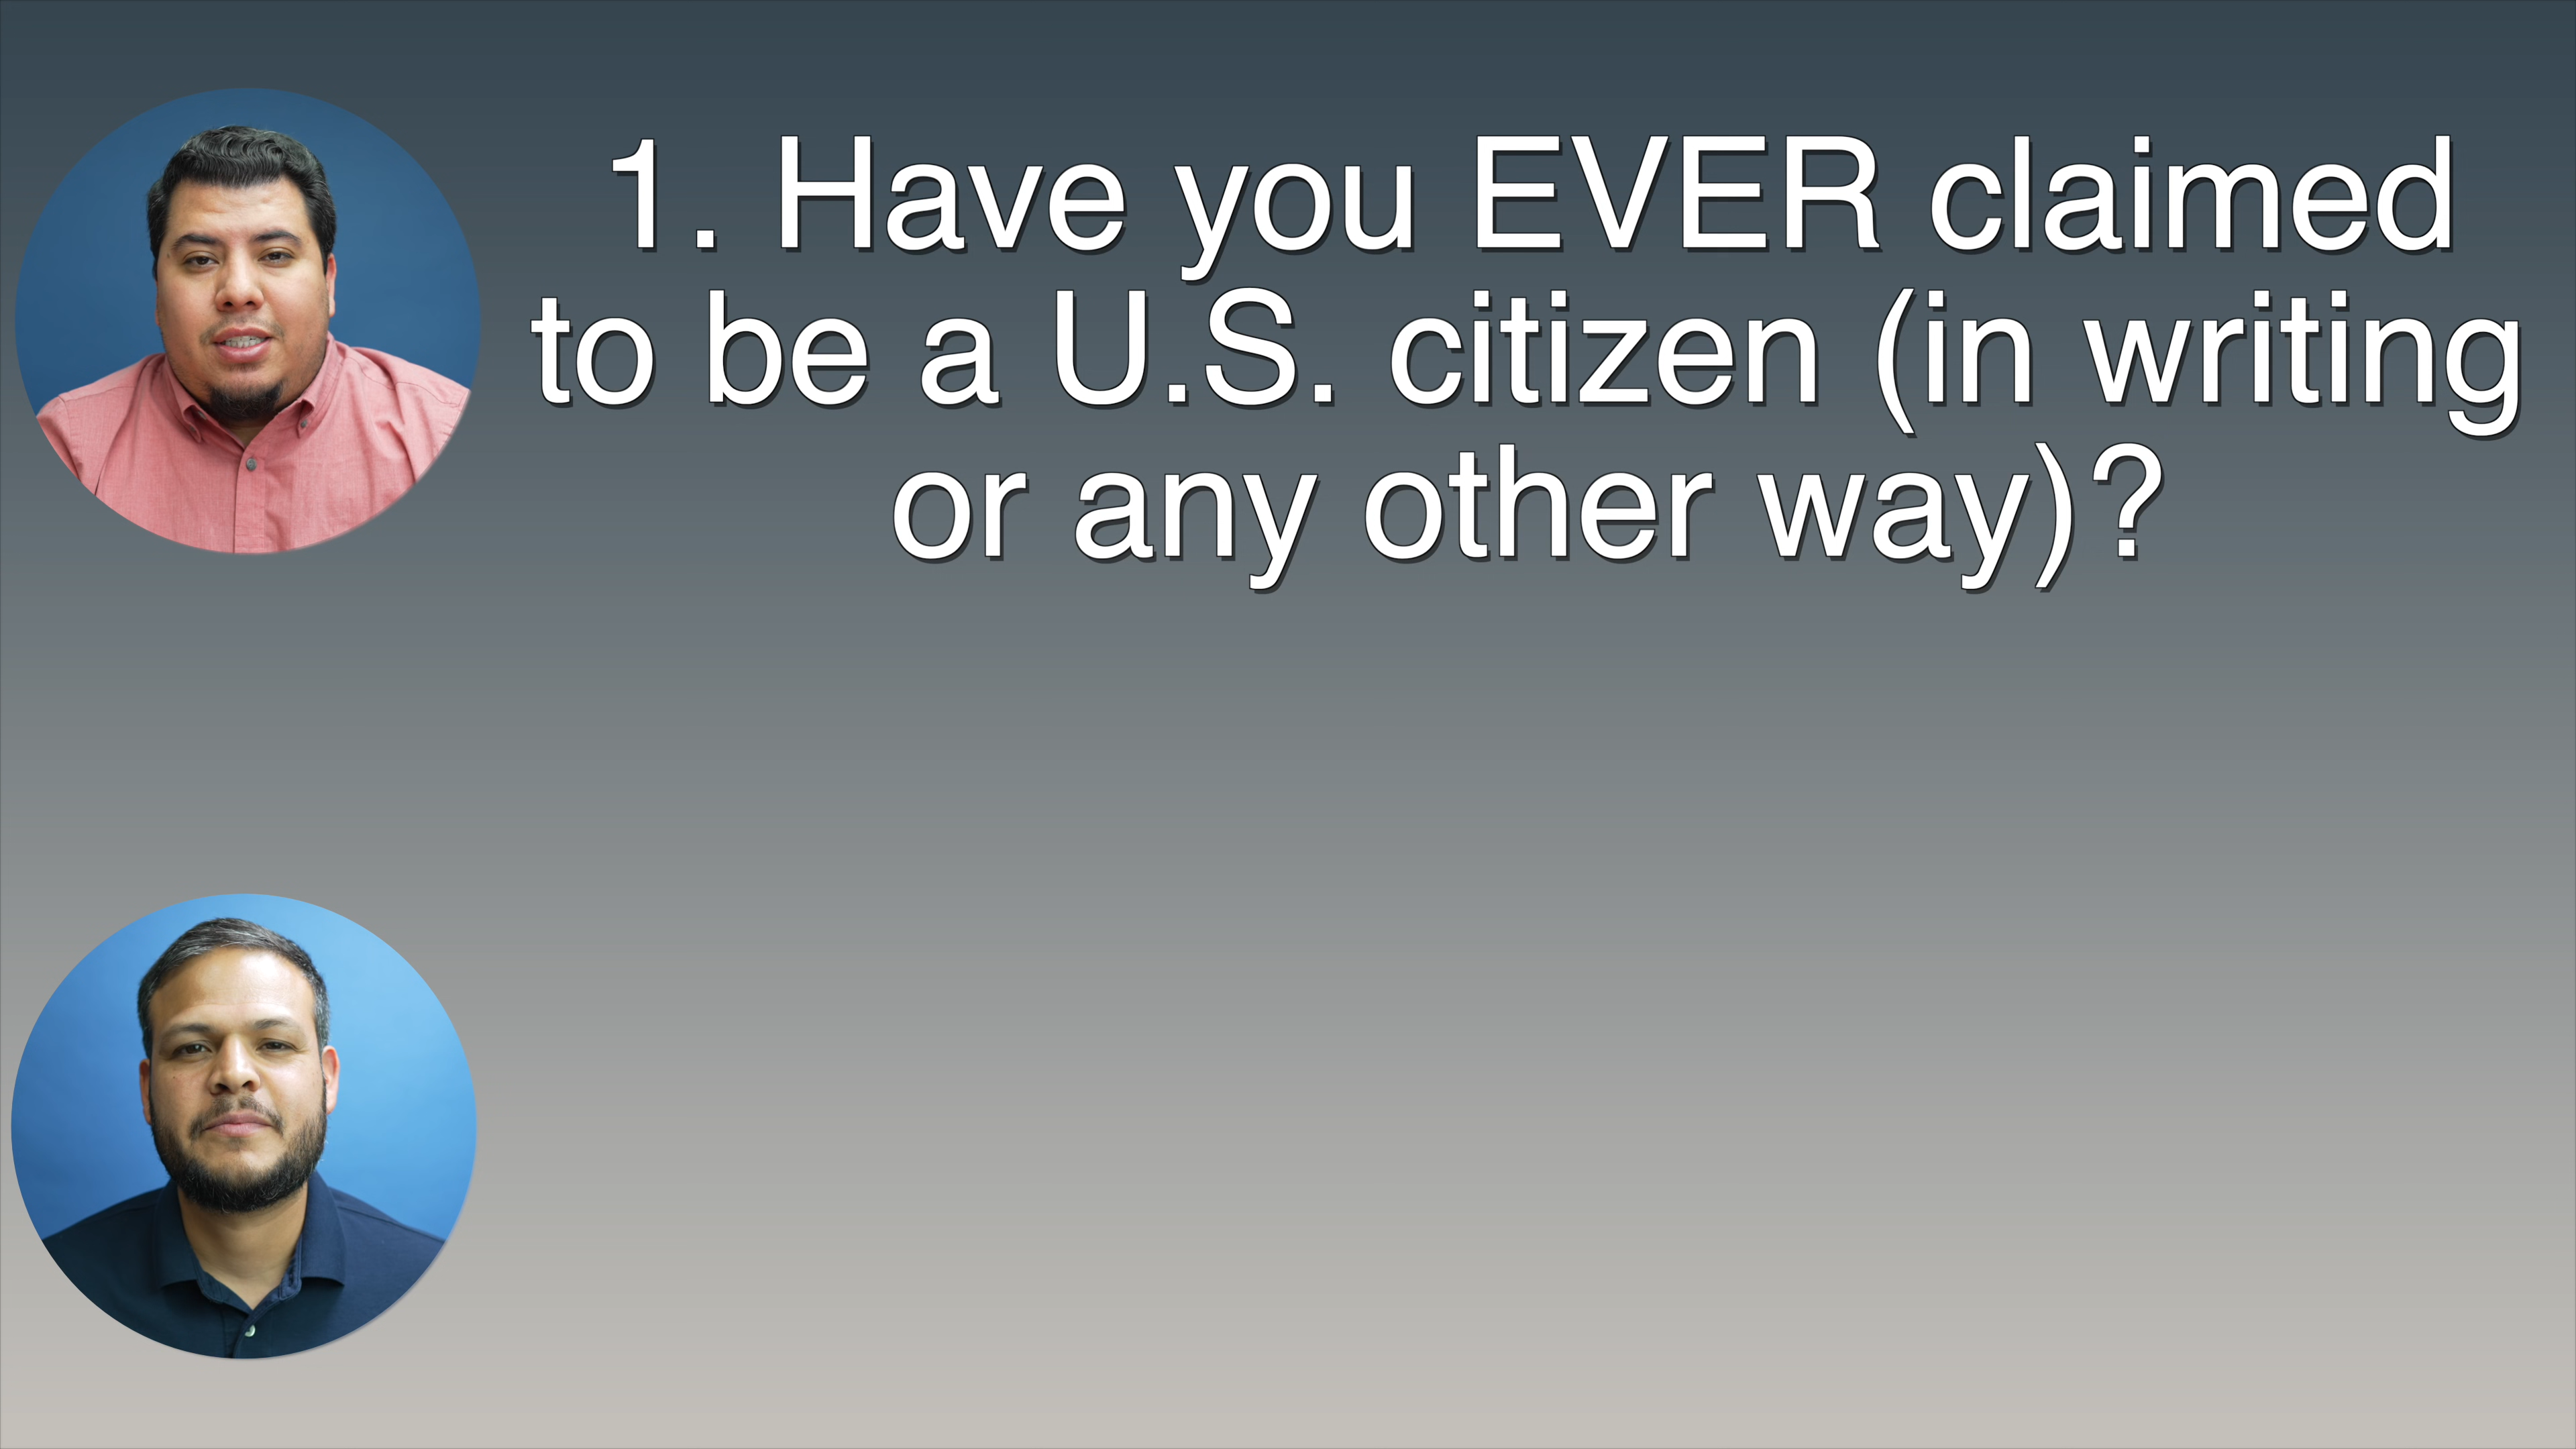 1. Have you EVER claimed
to be a U.S. citizen (in writing
or any other way)?